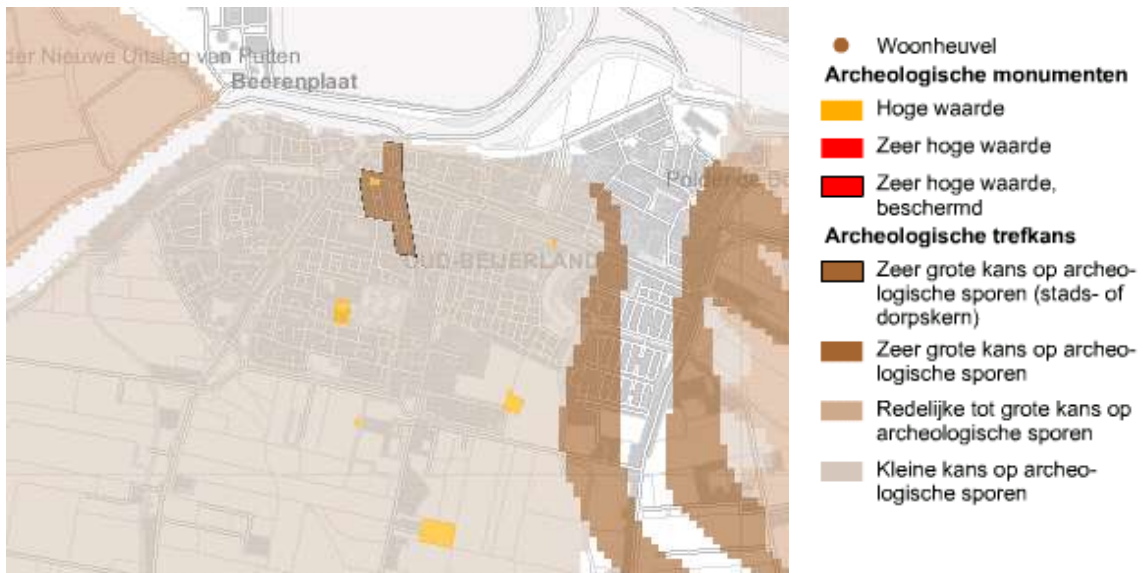 der Nieuwe Uitslag van Putten
Beerenplaat
Polder de Be
OUD-BEIJERLAND
Woonheuvel
Archeologische monumenten
Hoge waarde
Zeer hoge waarde
Zeer hoge waarde,
beschermd
Archeologische trefkans
Zeer grote kans op archeo-
logische sporen (stads- of
dorpskern)
Zeer grote kans op archeo-
logische sporen
Redelijke tot grote kans op
archeologische sporen
Kleine kans op archeo-
logische sporen